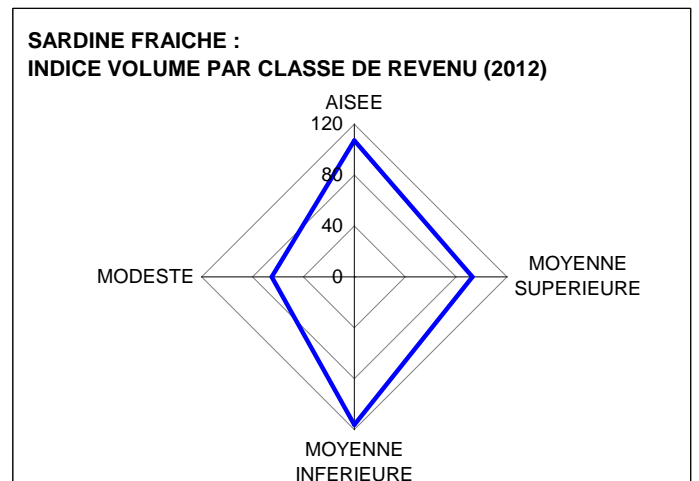 SARDINE FRAICHE :
INDICE VOLUME PAR CLASSE DE REVENU (2012)
AISEE
120
80
40
0
MODESTE
MOYENNE
SUPERIEURE
MOYENNE
INFERIEURE